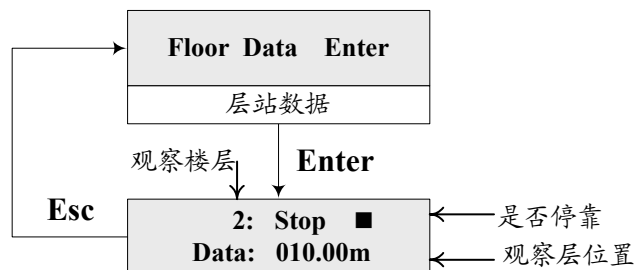 Floor Data Enter
层站数据
观察楼层
Enter
Esc
2: Stop ■
是否停靠
Data: 010.00m
观察层位置